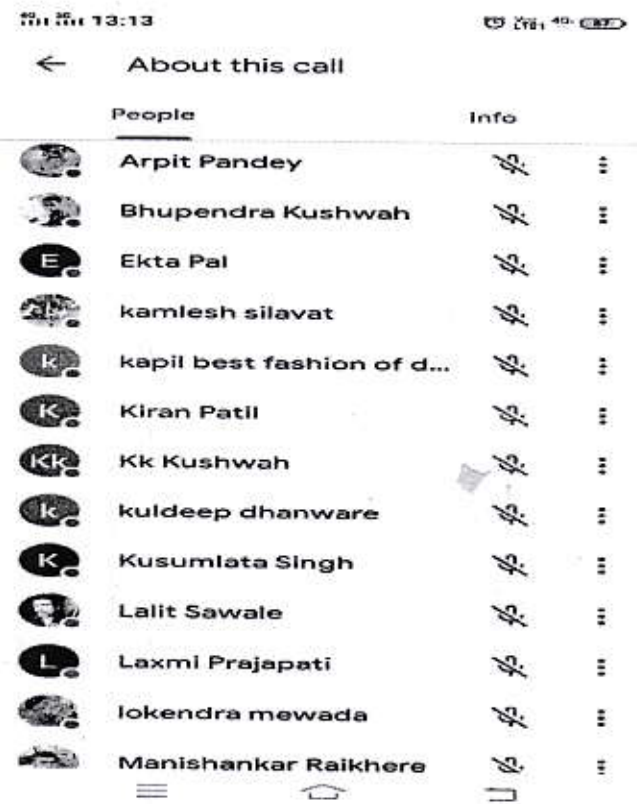 13:13
About this call
People Info
Arpit Pandey
Bhupendra Kushwah
E Ekta Pal
kamlesh silavat
k kapil best fashion of d...
K Kiran Patil
Kk Kk Kushwah
k kuldeep dhanware
K Kusumlata Singh
Lalit Sawale
L Laxmi Prajapati
lokendra mewada
Manishankar Raikhere